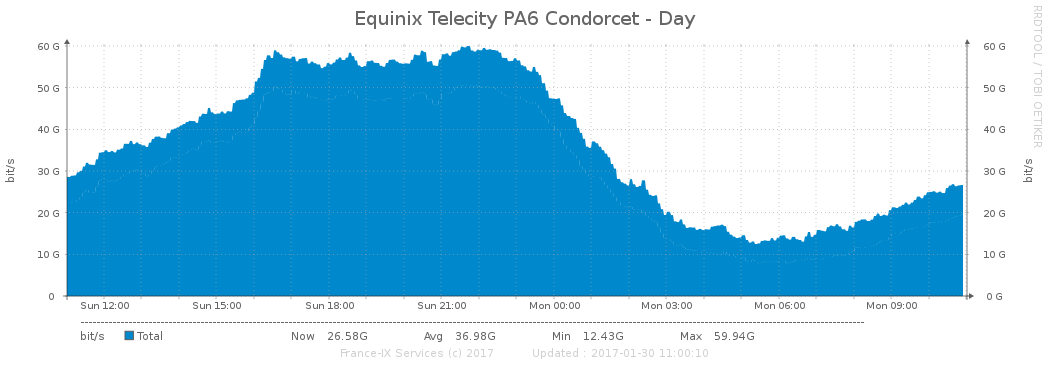 Equinix Telecity PA6 Condorcet - Day
RRDTOOL / TOBI OETIKER
bit/s
bit/s
60 G 60 G
50 G 50 G
40 G 40 G
30 G 30 G
20 G 20 G
10 G 10 G
0 0 G
Sun 12:00 Sun 15:00 Sun 18:00 Sun 21:00 Mon 00:00 Mon 03:00 Mon 06:00 Mon 09:00
bit/s Total Now 26.58G Avg 36.98G Min 12.43G Max 59.94G
France-IX Services (c) 2017 Updated : 2017-01-30 11:00:10